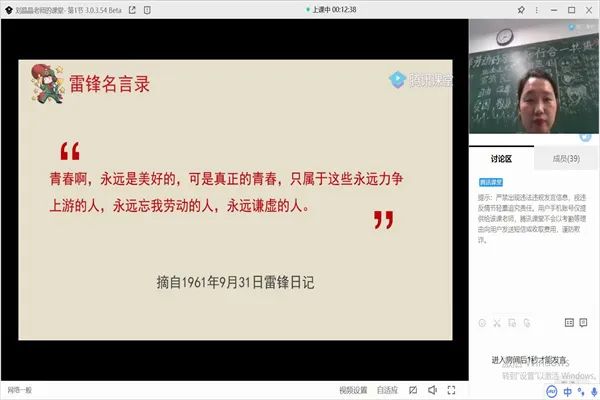 刘晶晶老师的课堂- 第1节 3.0.3.54 Beta
上课中 00:12:38
雷锋名言录
腾讯课堂
青春啊，永远是美好的，可是真正的青春，只属于这些永远力争
上游的人，永远忘我劳动的人，永远谦虚的人。
摘自1961年9月31日雷锋日记
讨论区
成员(39)
腾讯课堂
提示：严禁出现违法违规发言信息，视违
反情节轻重追究责任。用户手机账号仅提
供给该课老师，腾讯课堂不会以考勤等理
由向用户发送短信或收取费用，谨防欺
诈。
进入房间后1秒才能发言
激活 Windows
转到"设置"以激活 Windows。
网络一般
视频设置
自适应
中